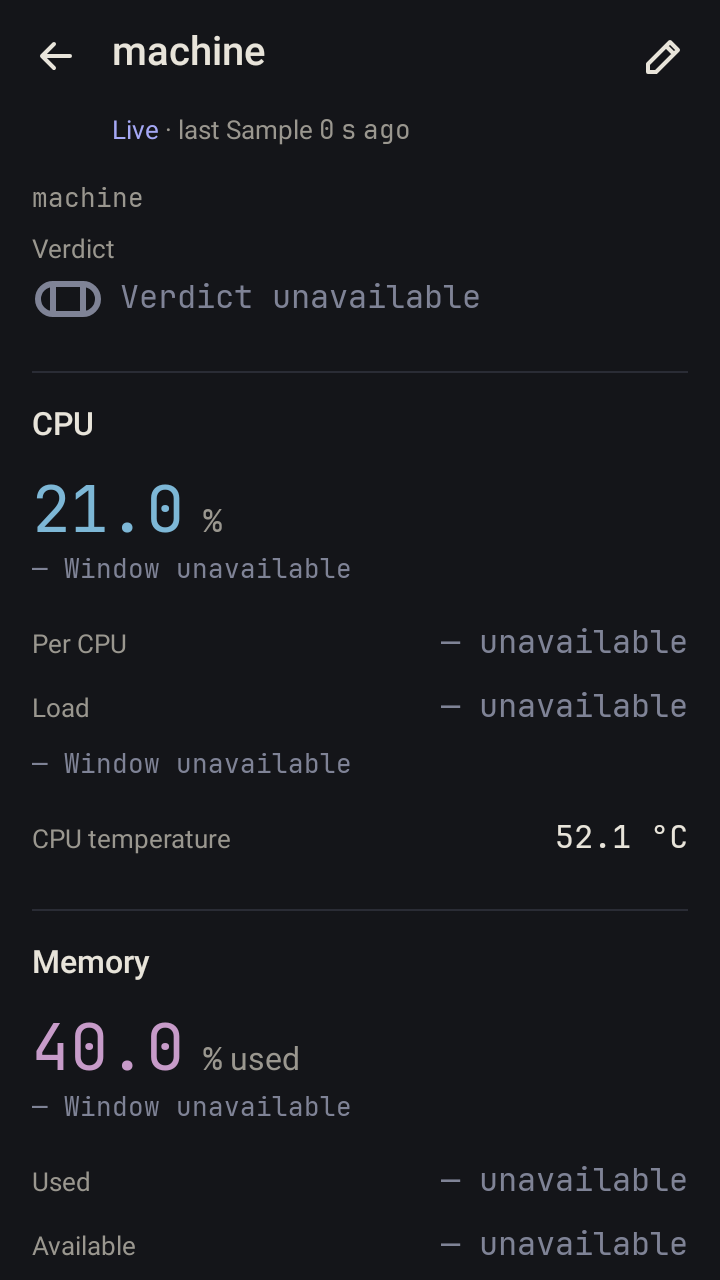 machine
Live · last Sample 0 s ago
machine
Verdict
Verdict unavailable
CPU
21.0 %
— Window unavailable
Per CPU — unavailable
Load — unavailable
— Window unavailable
CPU temperature 52.1 °C
Memory
40.0 % used
— Window unavailable
Used — unavailable
Available — unavailable